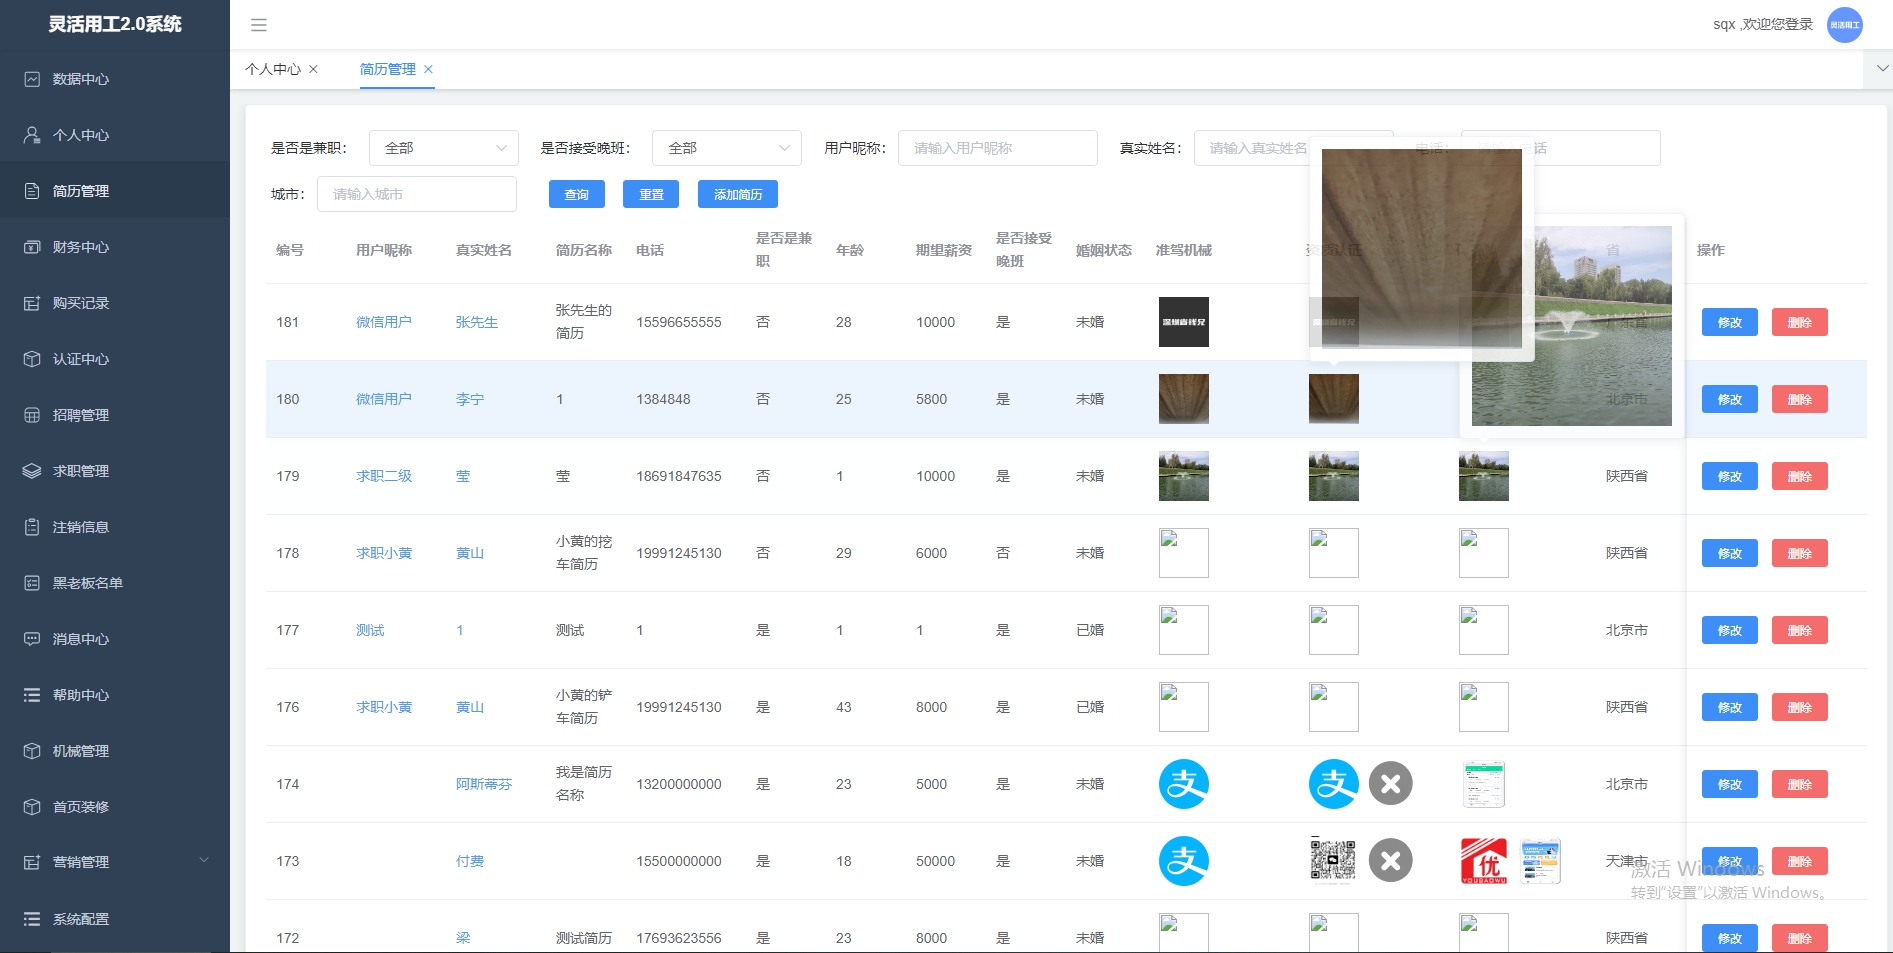 灵活用工2.0系统
sqx ,欢迎您登录
灵活用工
数据中心
个人中心
简历管理
财务中心
购买记录
认证中心
招聘管理
求职管理
注销信息
黑老板名单
消息中心
帮助中心
机械管理
首页装修
营销管理
系统配置
个人中心 简历管理
是否是兼职： 全部 是否接受晚班： 全部 用户昵称： 请输入用户昵称 真实姓名： 请输入真实姓名 电话：
城市： 请输入城市 查询 重置 添加简历
编号 用户昵称 真实姓名 简历名称 电话 是否是兼职 年龄 期望薪资 是否接受晚班 婚姻状态 准驾机械 资质认证 省 操作
181 微信用户 张先生 张先生的简历 15596655555 否 28 10000 是 未婚 广东省 修改 删除
180 微信用户 李宁 1 1384848 否 25 5800 是 未婚 北京市 修改 删除
179 求职二级 莹 莹 18691847635 否 1 10000 是 未婚 陕西省 修改 删除
178 求职小黄 黄山 小黄的挖车简历 19991245130 否 29 6000 否 未婚 陕西省 修改 删除
177 测试 1 测试 1 是 1 1 是 已婚 北京市 修改 删除
176 求职小黄 黄山 小黄的铲车简历 19991245130 是 43 8000 是 已婚 陕西省 修改 删除
174 阿斯蒂芬 我是简历名称 13200000000 是 23 5000 是 未婚 支 支 北京市 修改 删除
173 付费 15500000000 是 18 50000 是 未婚 支 优 YOUBAOWU 天津市 修改 删除
172 梁 测试简历 17693623556 是 23 8000 是 未婚 陕西省 修改 删除
激活 Windows
转到“设置”以激活 Windows。